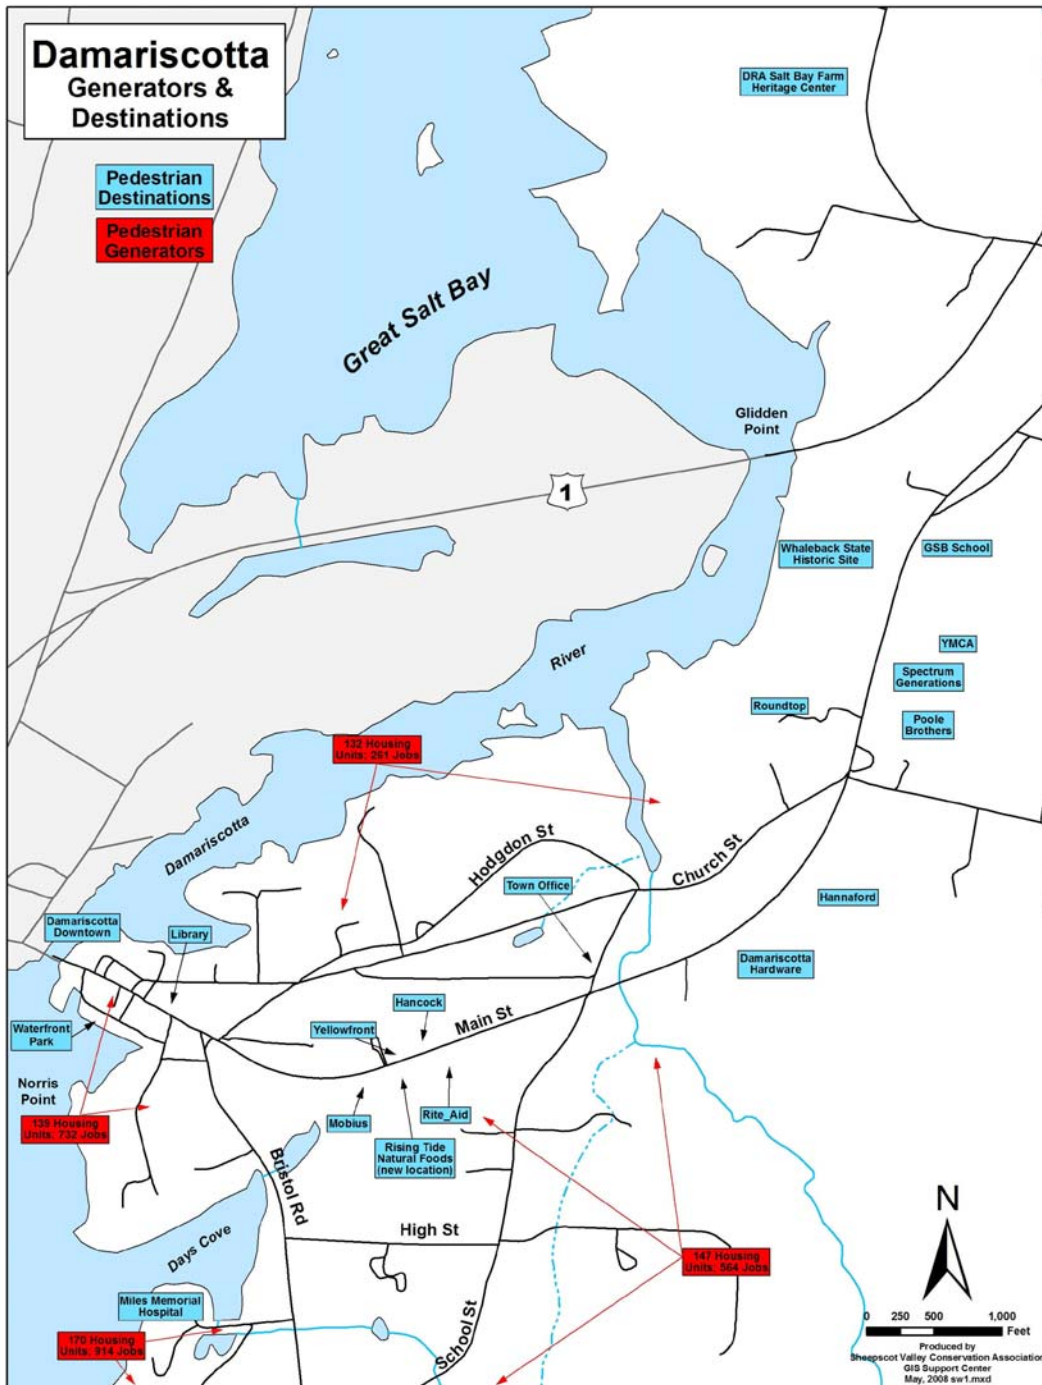 Damariscotta
Generators &
Destinations
Pedestrian
Destinations
Pedestrian
Generators
DRA Salt Bay Farm
Heritage Center
Great Salt Bay
Glidden
Point
1
Whaleback State
Historic Site
GSB School
YMCA
Spectrum
Generations
River
Roundtop
Poole
Brothers
132 Housing
Units: 261 Jobs
Damariscotta
Hodgdon St
Church St
Town Office
Hannaford
Damariscotta
Downtown
Library
Damariscotta
Hardware
Hancock
Main St
Waterfront
Park
Yellowfront
Norris
Point
139 Housing
Units: 732 Jobs
Mobius
Rite_Aid
Rising Tide
Natural Foods
(new location)
Bristol Rd
High St
Days Cove
147 Housing
Units: 564 Jobs
N
Miles Memorial
Hospital
170 Housing
Units: 914 Jobs
School St
0 250 500 1,000
Feet
Produced by
Sheepscot Valley Conservation Association
GIS Support Center
May, 2008 sw1.mxd